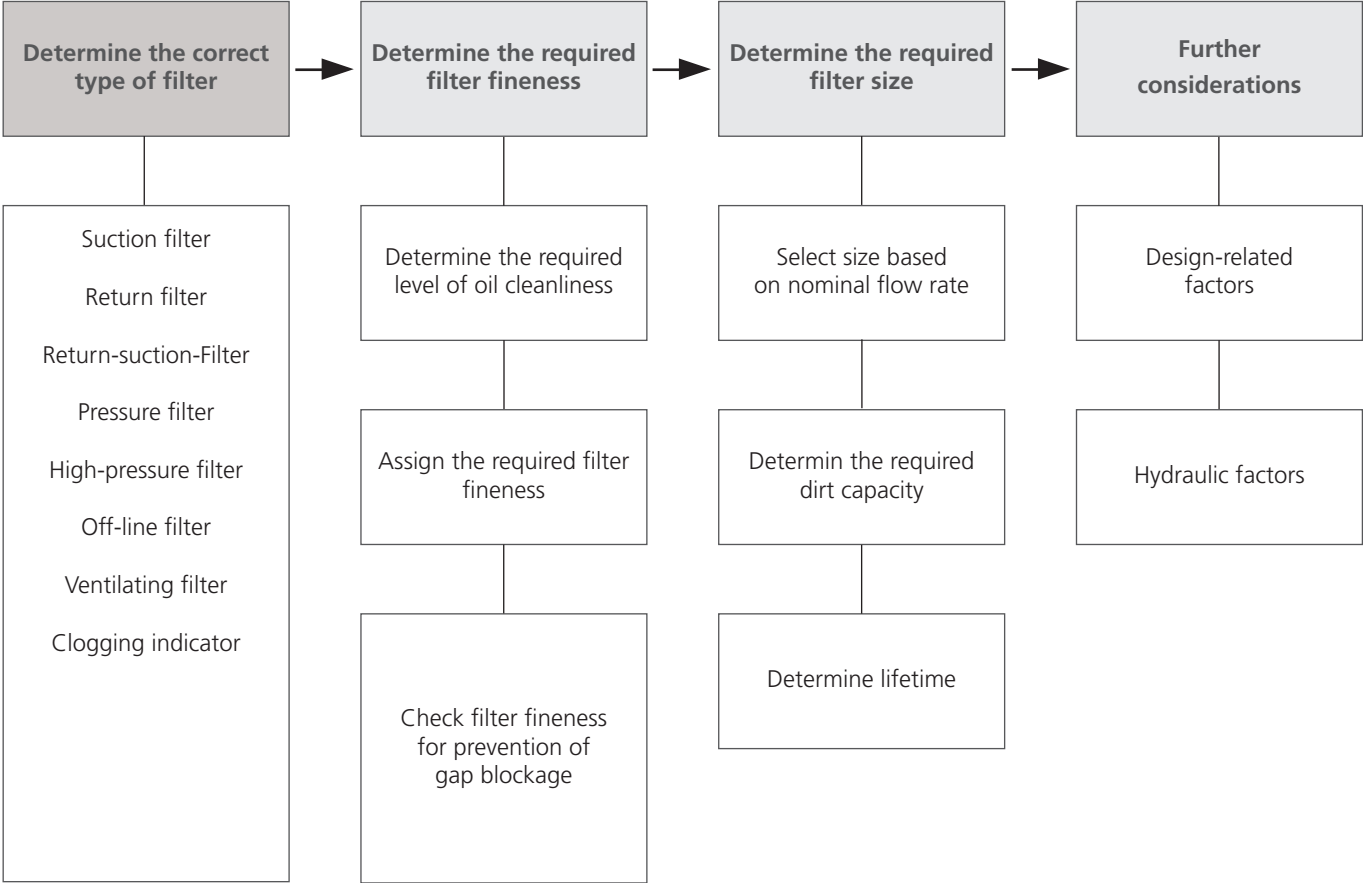 Determine the correct
type of filter
Determine the required
filter fineness
Determine the required
filter size
Further
considerations
Suction filter
Return filter
Return-suction-Filter
Pressure filter
High-pressure filter
Off-line filter
Ventilating filter
Clogging indicator
Determine the required
level of oil cleanliness
Assign the required filter
fineness
Check filter fineness
for prevention of
gap blockage
Select size based
on nominal flow rate
Determin the required
dirt capacity
Determine lifetime
Design-related
factors
Hydraulic factors